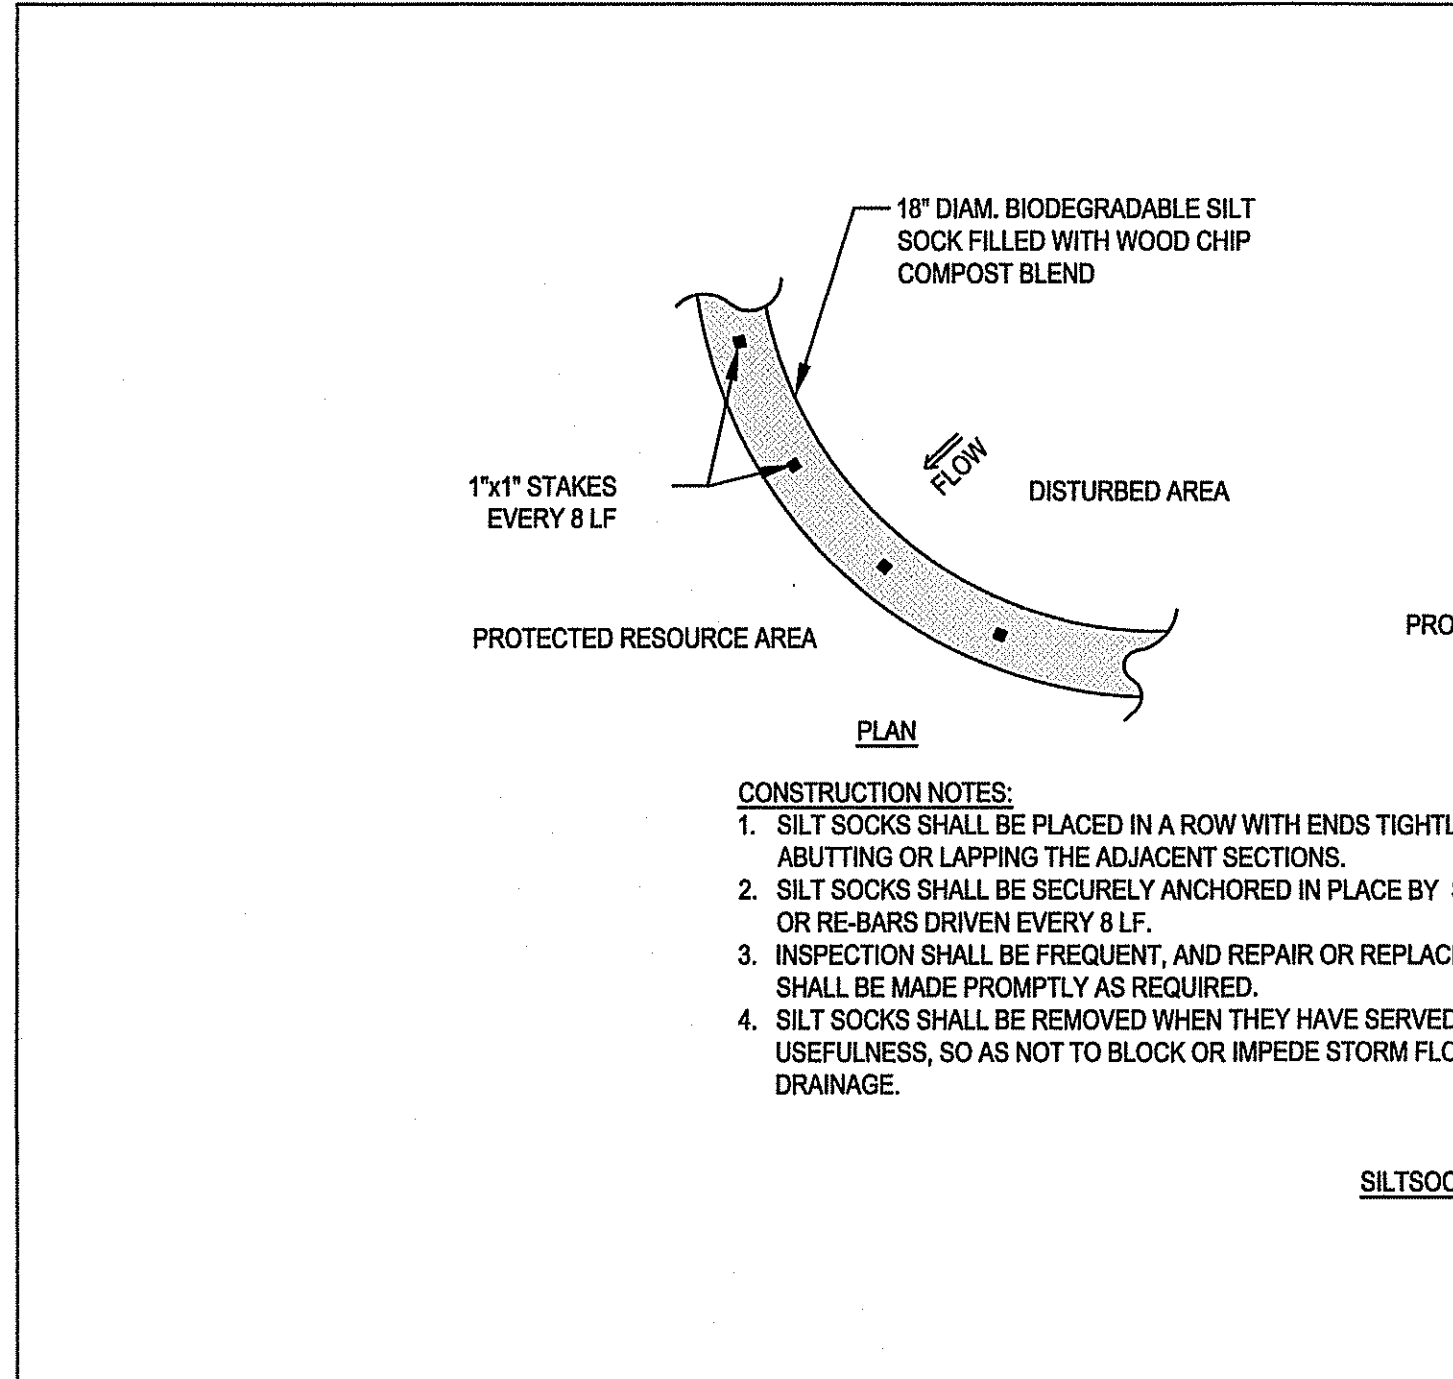 18" DIAM. BIODEGRADABLE SILT
SOCK FILLED WITH WOOD CHIP
COMPOST BLEND
FLOW
1"x1" STAKES
EVERY 8 LF
DISTURBED AREA
PROTECTED RESOURCE AREA
PRO
PLAN
CONSTRUCTION NOTES:
1. SILT SOCKS SHALL BE PLACED IN A ROW WITH ENDS TIGHTL
ABUTTING OR LAPPING THE ADJACENT SECTIONS.
2. SILT SOCKS SHALL BE SECURELY ANCHORED IN PLACE BY
OR RE-BARS DRIVEN EVERY 8 LF.
3. INSPECTION SHALL BE FREQUENT, AND REPAIR OR REPLAC
SHALL BE MADE PROMPTLY AS REQUIRED.
4. SILT SOCKS SHALL BE REMOVED WHEN THEY HAVE SERVED
USEFULNESS, SO AS NOT TO BLOCK OR IMPEDE STORM FLO
DRAINAGE.
SILTSOC